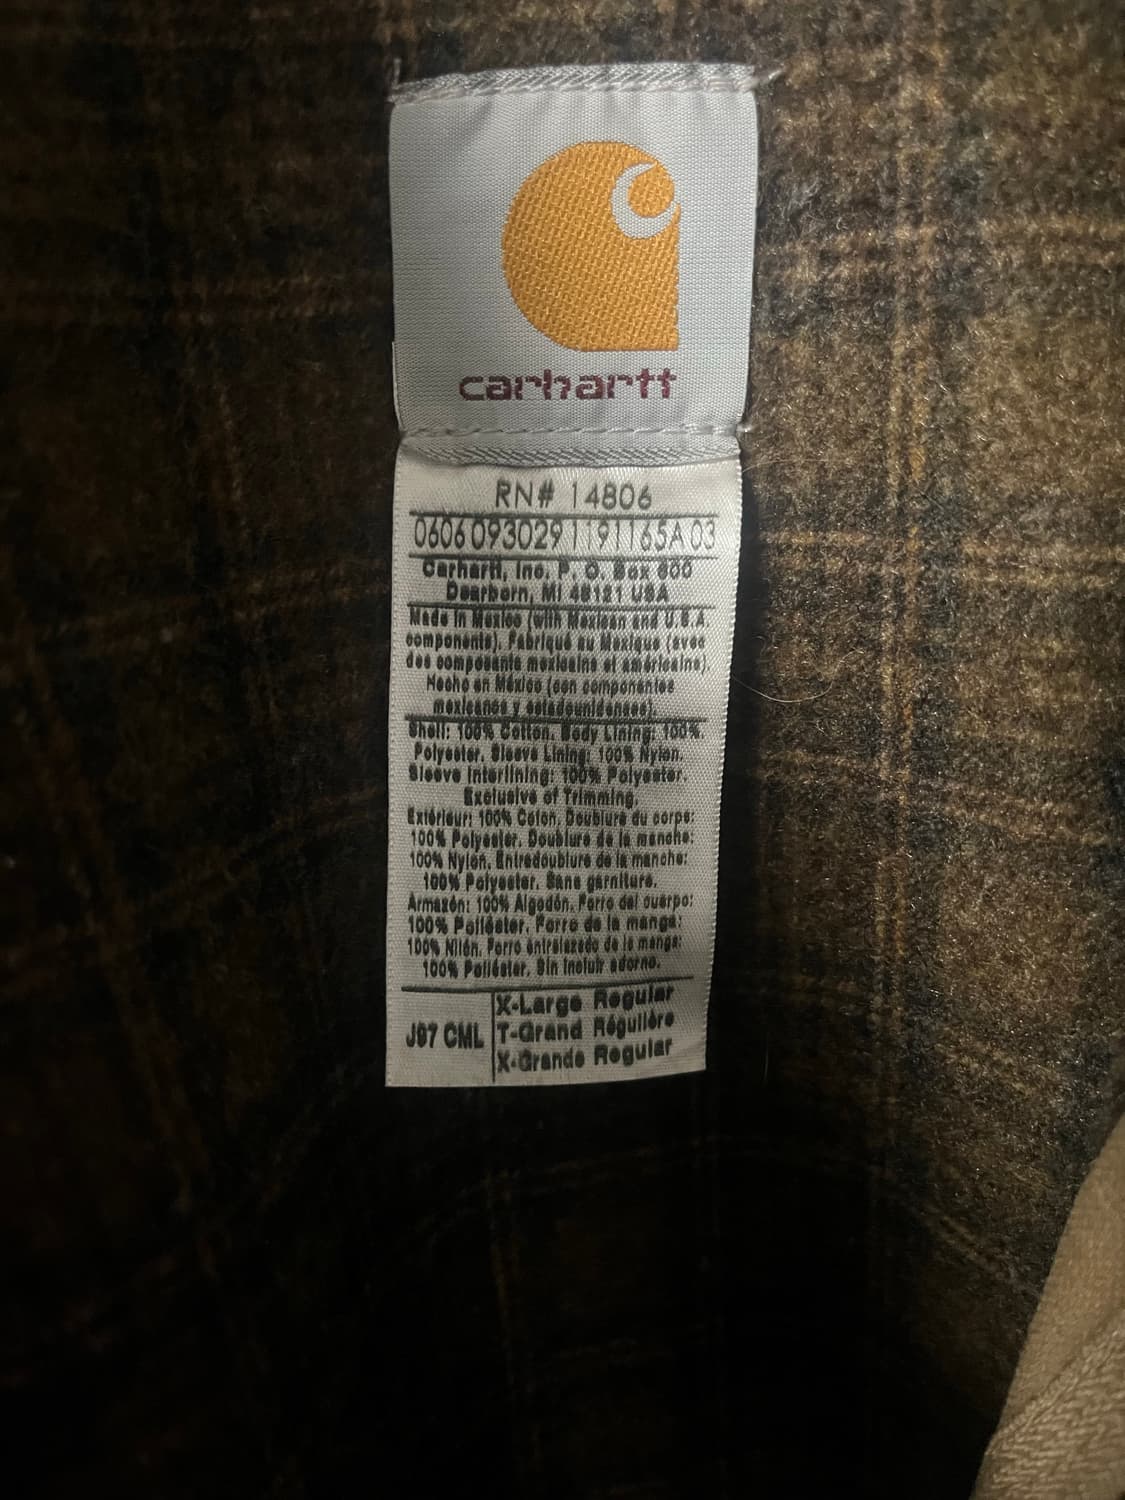 carhartt
RN# 14806
0606 093029 1191165A 03
Carhartt, Inc. P. O. Box 600
Dearborn, MI 48121 USA
Made in Mexico (with Mexican and U.S.A
components). Fabriqué au Mexique (avec
des composants mexicains et américains).
Hecho en México (con componentes
mexicanos y estadounidenses).
Shell: 100% Cotton. Body Lining: 100%
Polyester. Sleeve Lining: 100% Nylon.
Sleeve Interlining: 100% Polyester.
Exclusive of Trimming.
Extérieur: 100% Coton. Doublure du corps:
100% Polyester. Doublure de la manche:
100% Nylon. Entredoublure de la manche:
100% Polyester. Sans garniture.
Armazón: 100% Algodón. Forro del cuerpo:
100% Poliéster. Forro de la manga:
100% Nilón. Forro entrelazado de la manga:
100% Poliéster. Sin incluir adorno.
J97 CML
X-Large Regular
T-Grand Régulière
X-Grande Regular